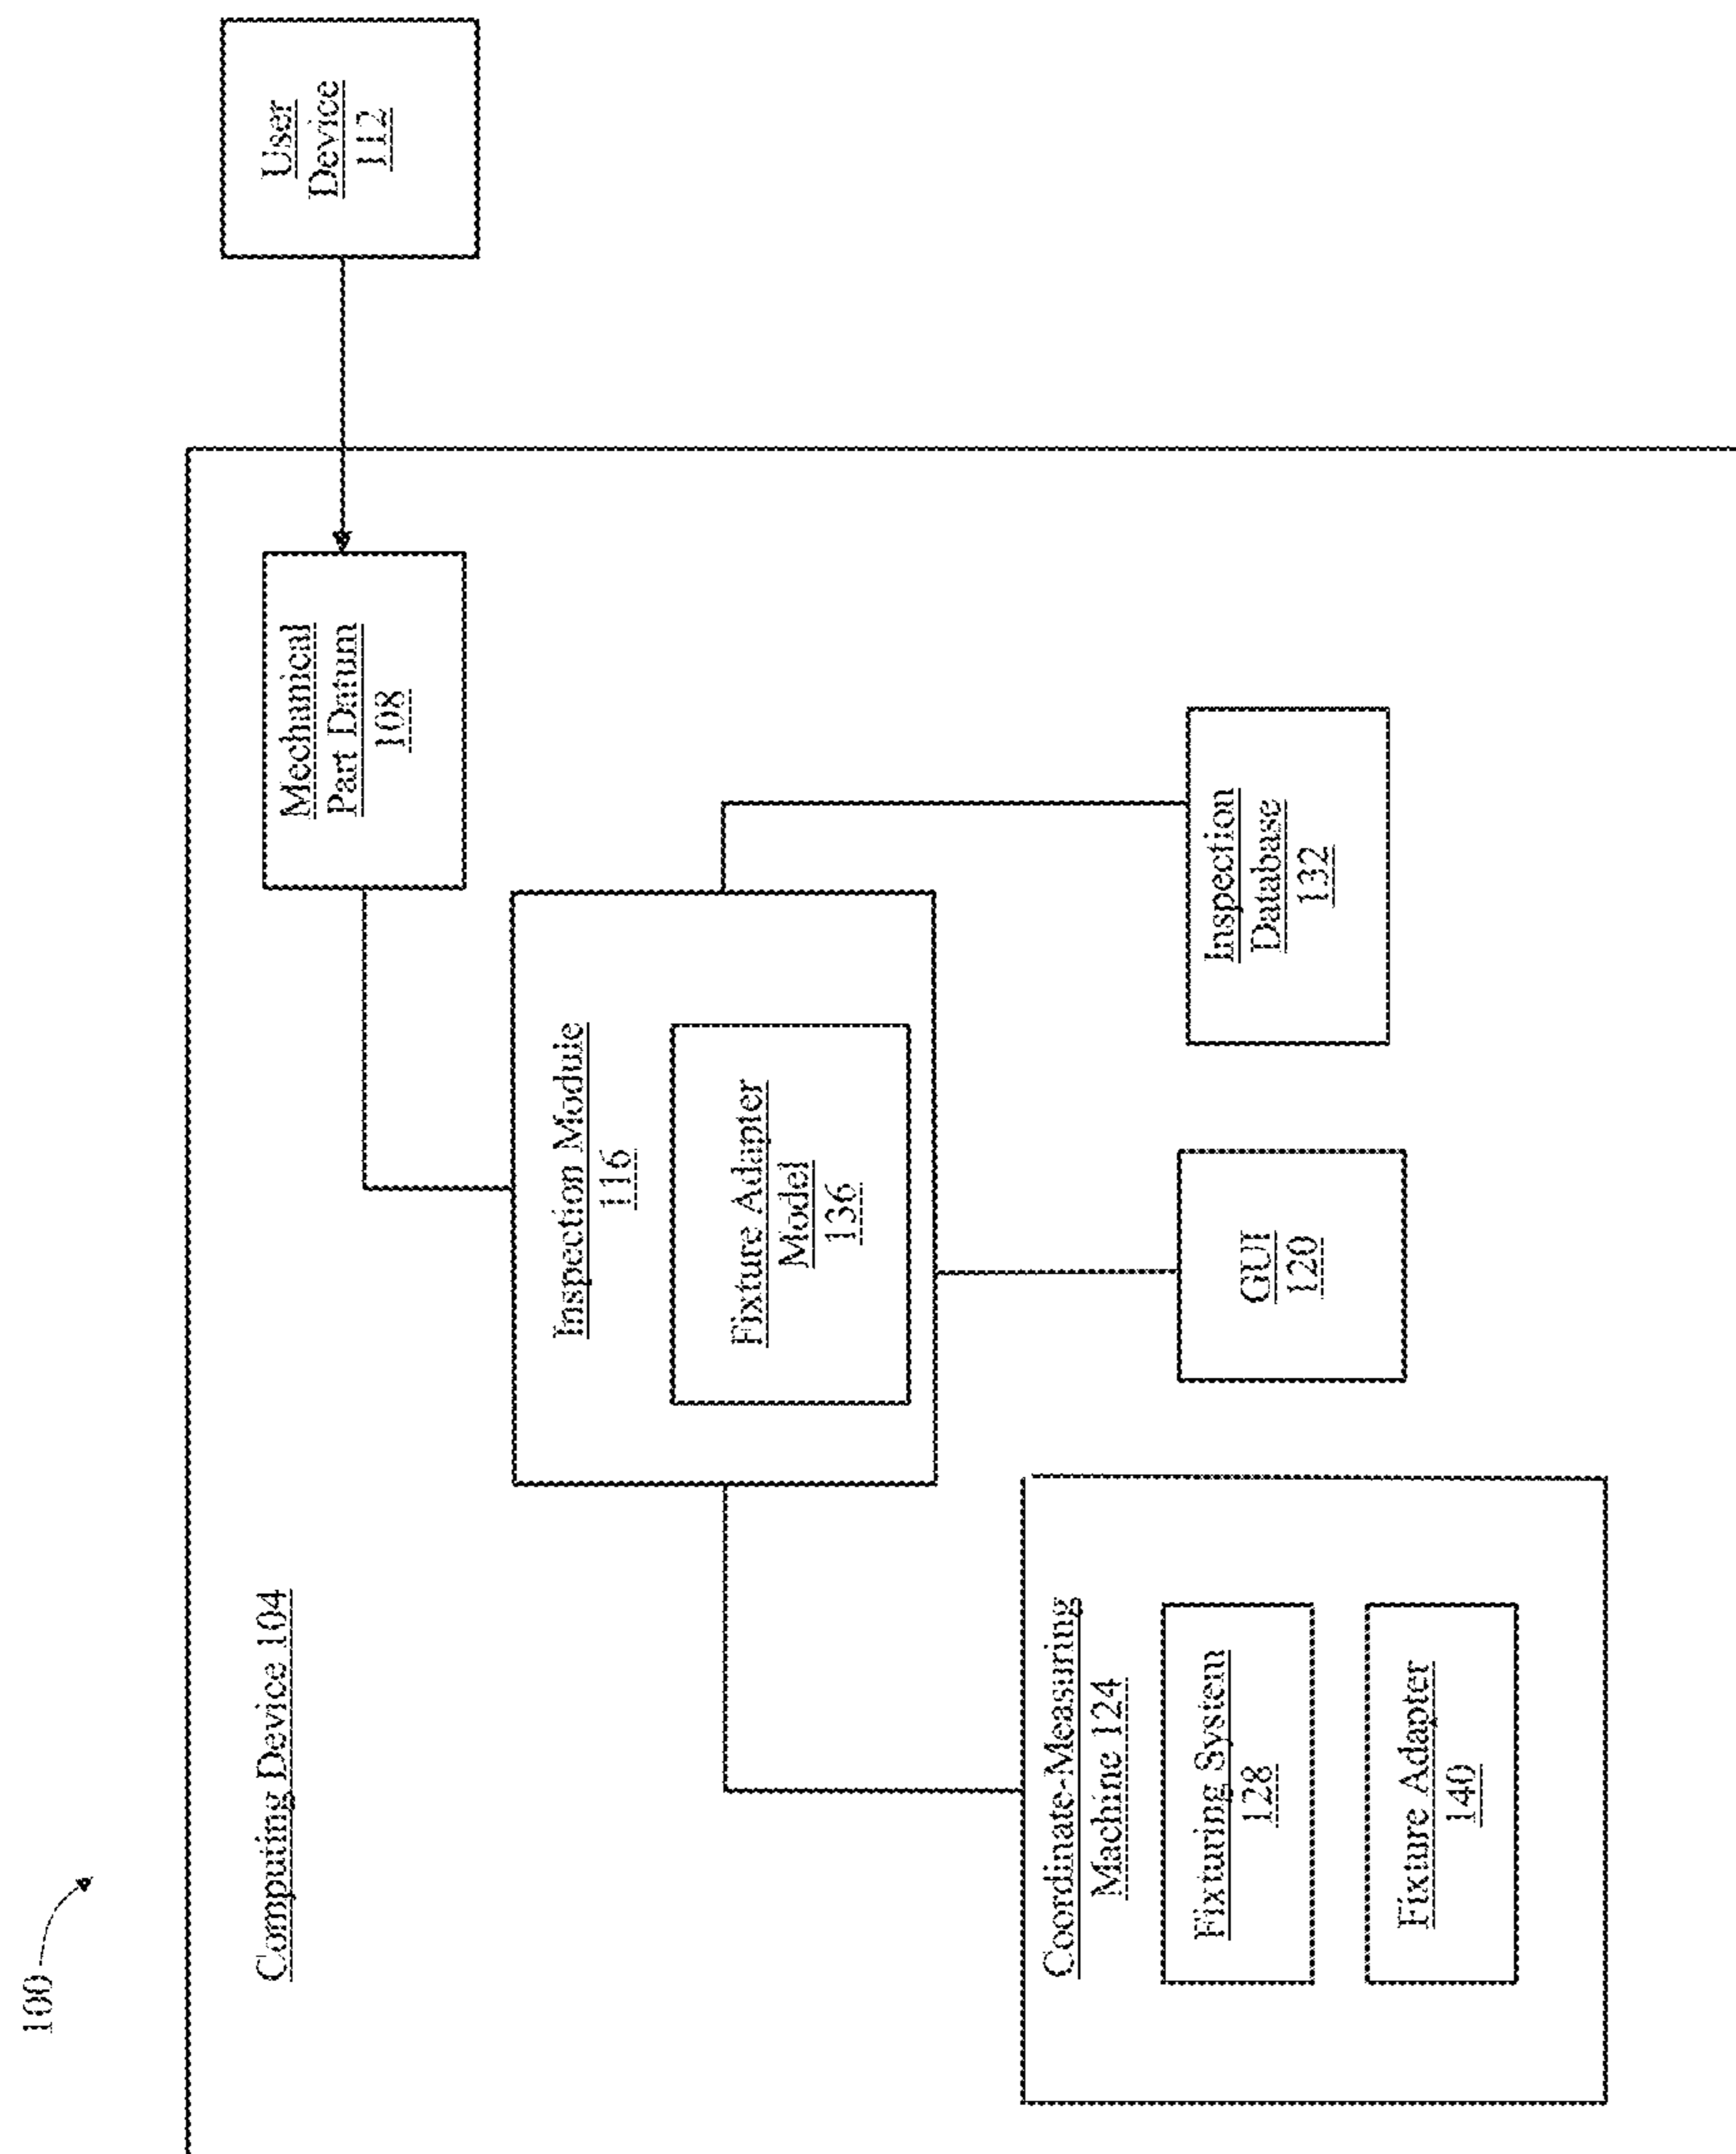 100
Computing Device 104
User
Device
112
Mechanical
Part Datum
108
Inspection Module
116
Fixture Adapter
Model
136
Coordinate-Measuring
Machine 124
Fixturing System
128
Fixture Adapter
140
GUI
120
Inspection
Database
132